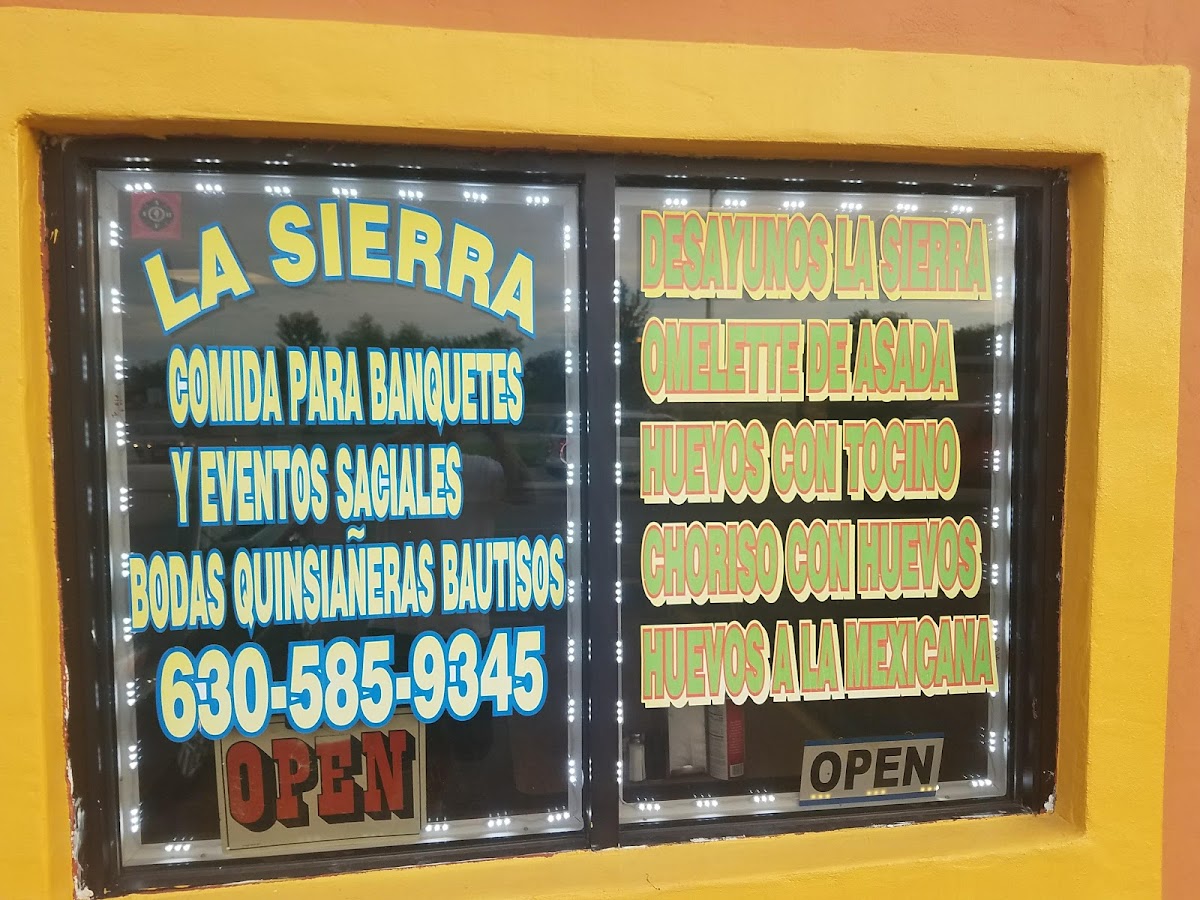 LA SIERRA
COMIDA PARA BANQUETES
Y EVENTOS SACIALES
BODAS QUINSIAÑERAS BAUTISOS
630-585-9345
OPEN
DESAYUNOS LA SIERRA
OMELETTE DE ASADA
HUEVOS CON TOCINO
CHORISO CON HUEVOS
HUEVOS A LA MEXICANA
OPEN